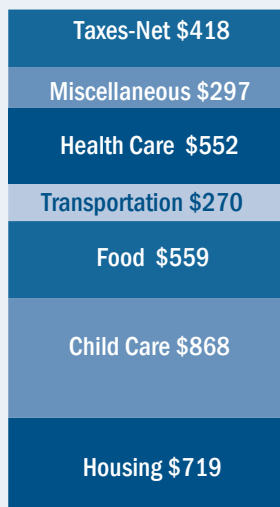 Taxes-Net $418
Miscellaneous $297
Health Care $552
Transportation $270
Food $559
Child Care $868
Housing $719